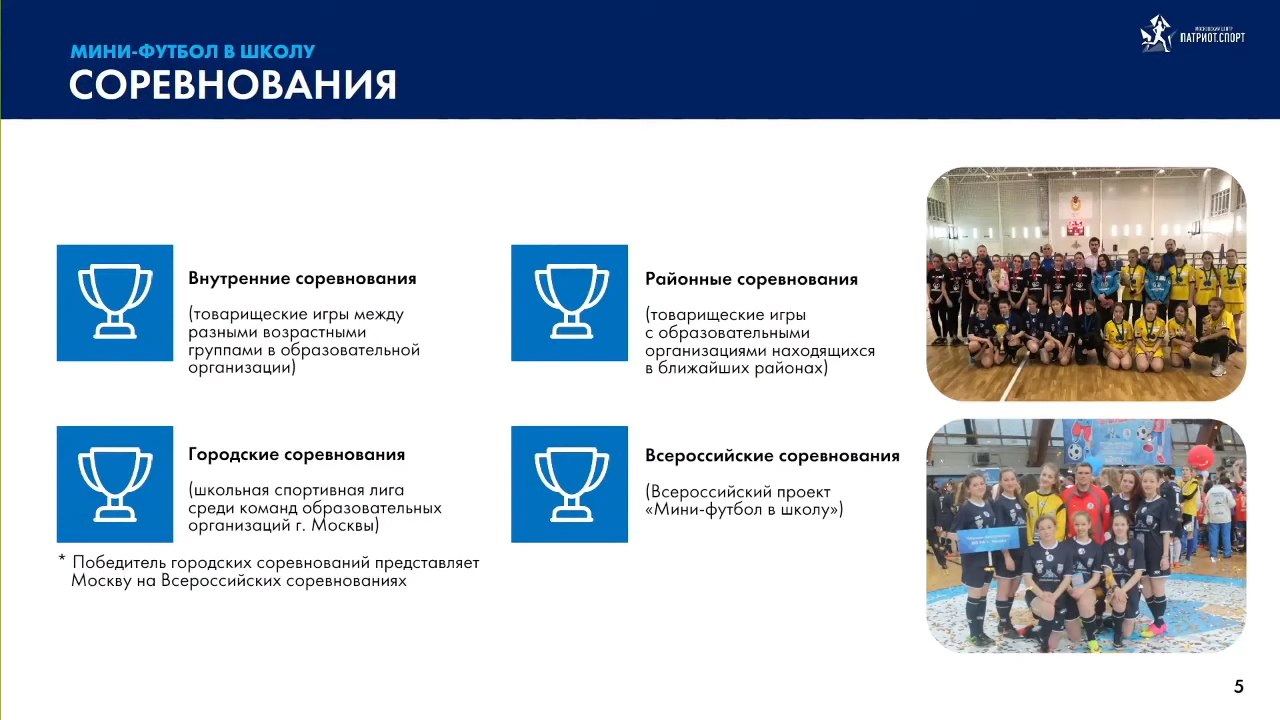 МИНИ-ФУТБОЛ В ШКОЛУ
СОРЕВНОВАНИЯ
МОСКОВСКИЙ ЦЕНТР
ПАТРИОТ.СПОРТ
Внутренние соревнования
(товарищеские игры между
разными возрастными
группами в образовательной
организации)
Районные соревнования
(товарищеские игры
с образовательными
организациями находящихся
в ближайших районах)
Городские соревнования
(школьная спортивная лига
среди команд образовательных
организаций г. Москвы)
* Победитель городских соревнований представляет
Москву на Всероссийских соревнованиях
Всероссийские соревнования
(Всероссийский проект
«Мини-футбол в школу»)
5